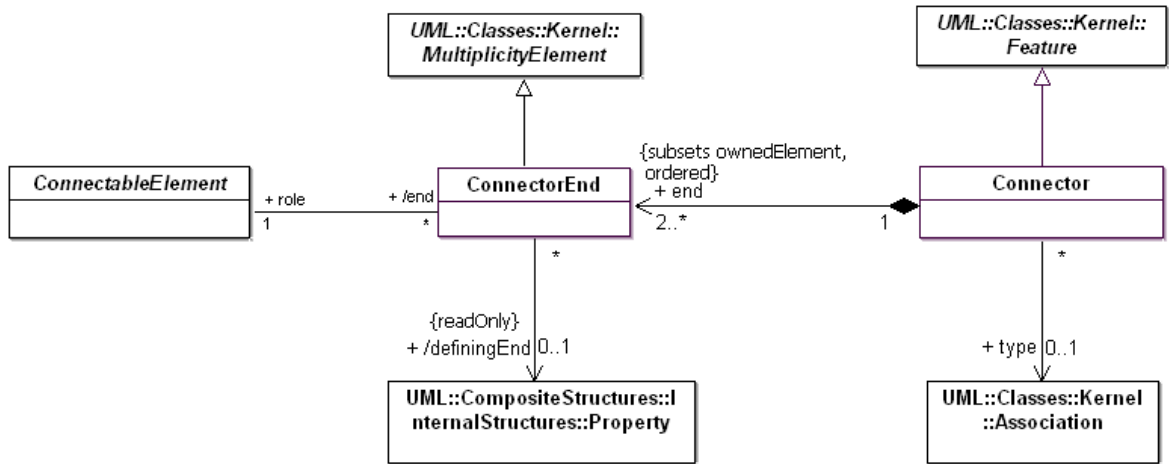 UML::Classes::Kernel::
MultiplicityElement
UML::Classes::Kernel::
Feature
ConnectableElement
+ role
1
+ /end
*
ConnectorEnd
{subsets ownedElement,
ordered}
+ end
2..*
1
Connector
*
{readOnly}
+ /definingEnd
0..1
*
+ type
0..1
UML::CompositeStructures::I
nternalStructures::Property
UML::Classes::Kernel
::Association